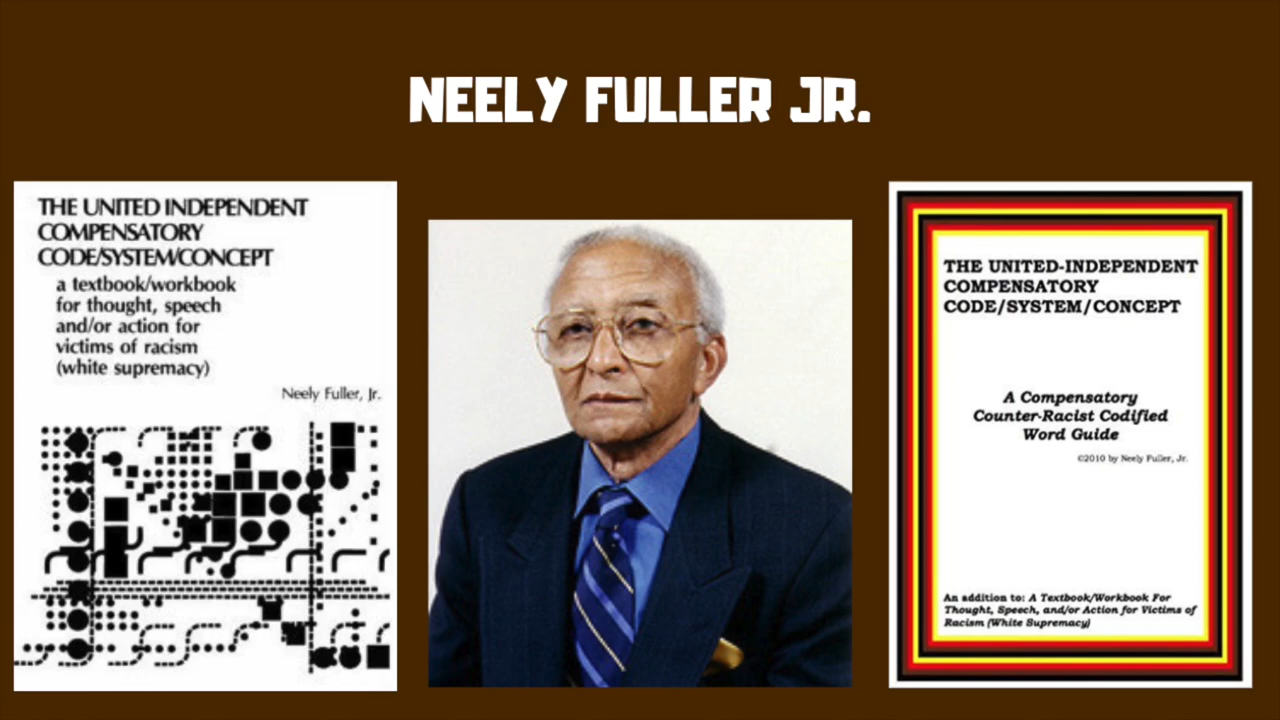 NEELY FULLER JR.
THE UNITED INDEPENDENT
COMPENSATORY
CODE/SYSTEM/CONCEPT
a textbook/workbook
for thought, speech
and/or action for
victims of racism
(white supremacy)
Neely Fuller, Jr.
THE UNITED-INDEPENDENT
COMPENSATORY
CODE/SYSTEM/CONCEPT
A Compensatory
Counter-Racist Codified
Word Guide
©2010 by Neely Fuller, Jr.
An addition to: A Textbook/Workbook For
Thought, Speech, and/or Action for Victims of
Racism (White Supremacy)